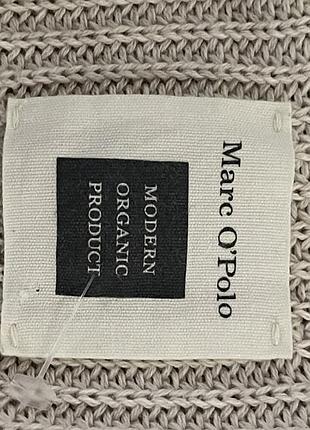 Marc O'Polo
MODERN
ORGANIC
PRODUCT